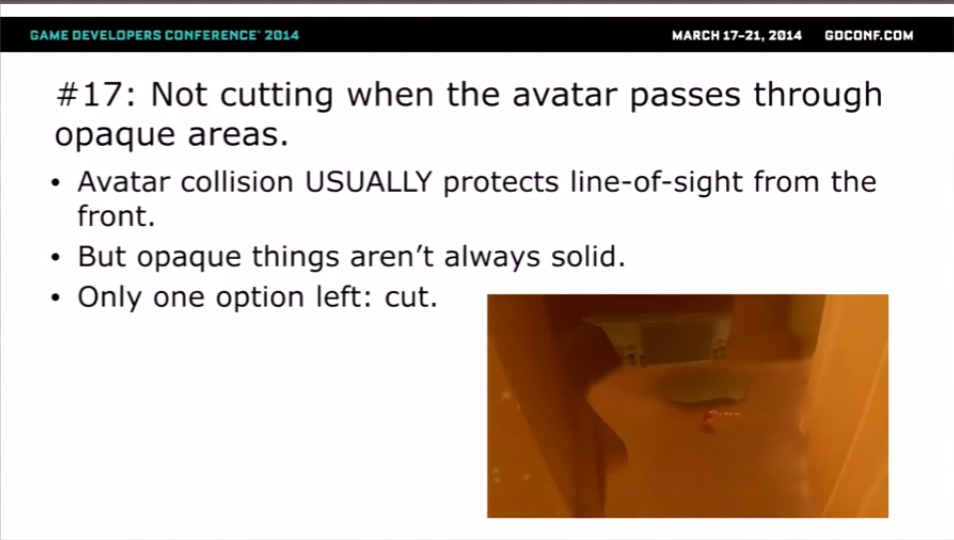 GAME DEVELOPERS CONFERENCE® 2014
MARCH 17–21, 2014 GDCONF.COM
#17: Not cutting when the avatar passes through
opaque areas.
• Avatar collision USUALLY protects line-of-sight from the
front.
• But opaque things aren’t always solid.
• Only one option left: cut.